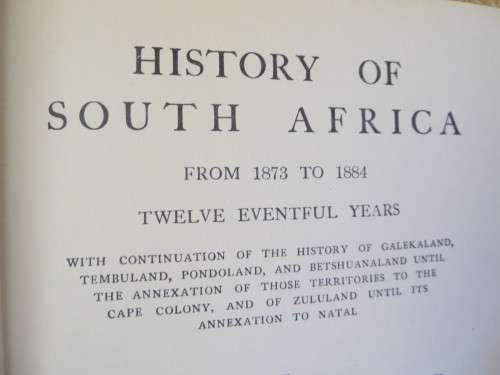 HISTORY OF
SOUTH AFRICA
FROM 1873 TO 1884
TWELVE EVENTFUL YEARS
WITH CONTINUATION OF THE HISTORY OF GALEKALAND,
TEMBULAND, PONDOLAND, AND BETSHUANALAND UNTIL
THE ANNEXATION OF THOSE TERRITORIES TO THE
CAPE COLONY, AND OF ZULULAND UNTIL ITS
ANNEXATION TO NATAL